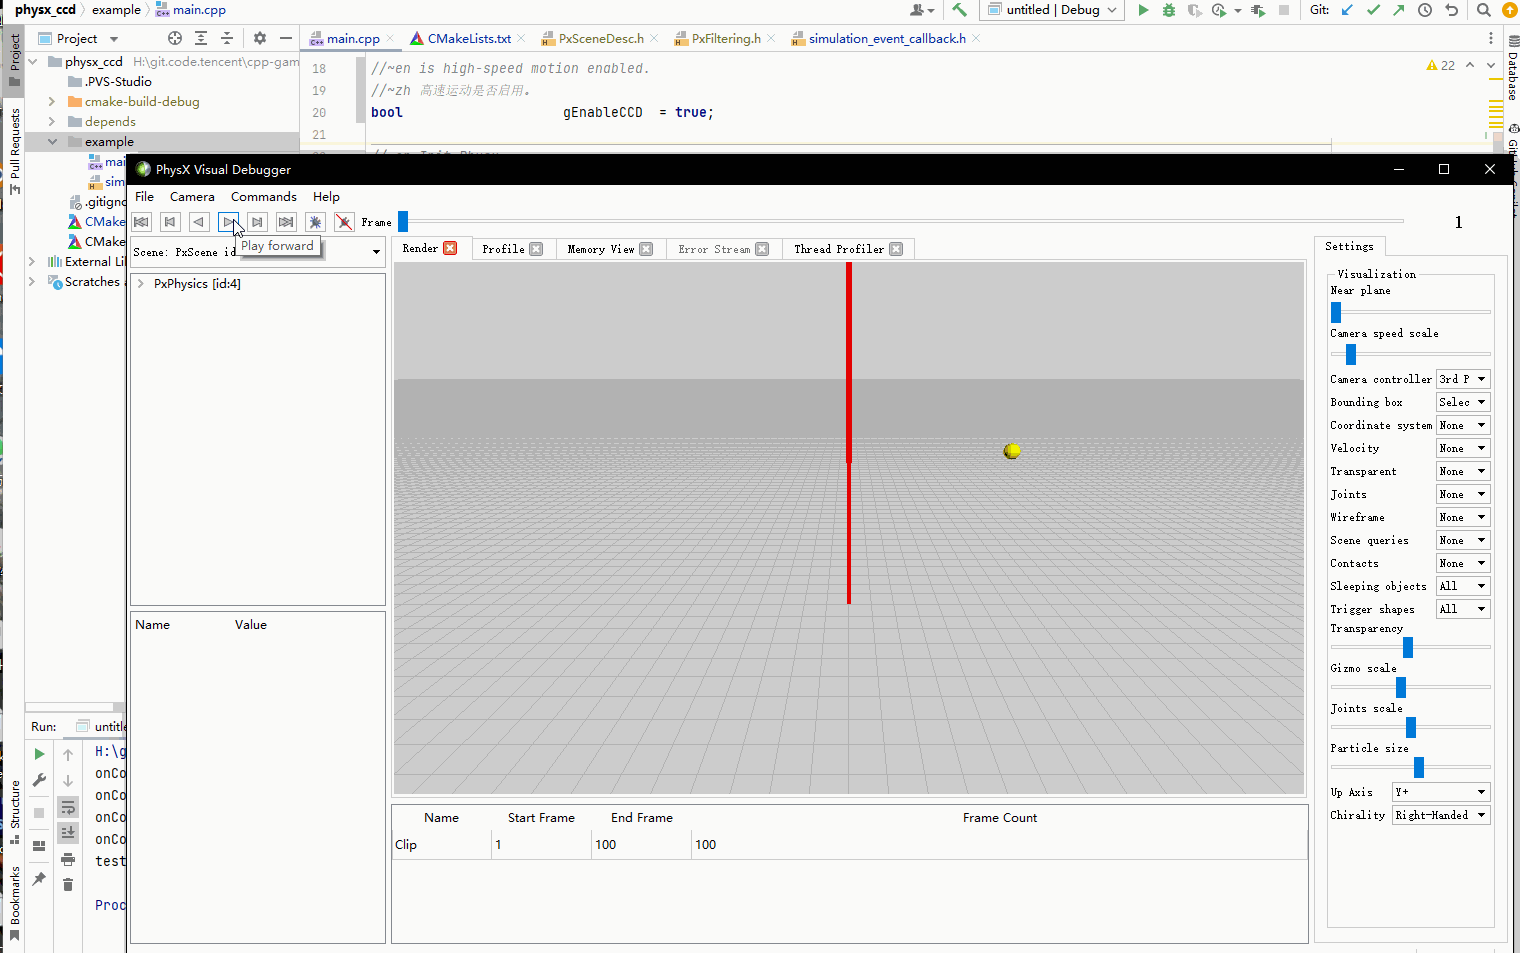 physx_ccd example main.cpp untitled | Debug Git:
Project
main.cpp CMakeLists.txt PxSceneDesc.h PxFiltering.h simulation_event_callback.h
physx_ccd H:\git.code.tencent\cpp-gam
.PVS-Studio
cmake-build-debug
depends
example
mai
sim
.gitignc
CMake
CMake
External Li
Scratches
18 //~en is high-speed motion enabled.
19 //~zh 高速运动是否启用。
20 bool gEnableCCD = true;
21
22
Project
Pull Requests
Structure
Bookmarks
Database
PhysX Visual Debugger
File Camera Commands Help
Frame 1
Play forward
Scene: PxScene id
PxPhysics [id:4]
Name Value
Render Profile Memory View Error Stream Thread Profiler
Name Start Frame End Frame Frame Count
Clip 1 100 100
Settings
Visualization
Near plane
Camera speed scale
Camera controller 3rd P
Bounding box Selec
Coordinate system None
Velocity None
Transparent None
Joints None
Wireframe None
Scene queries None
Contacts None
Sleeping objects All
Trigger shapes All
Transparency
Gizmo scale
Joints scale
Particle size
Up Axis Y+
Chirality Right-Handed
Run: untitle
H:\g
onCo
onCo
onCo
onCo
test
Proc